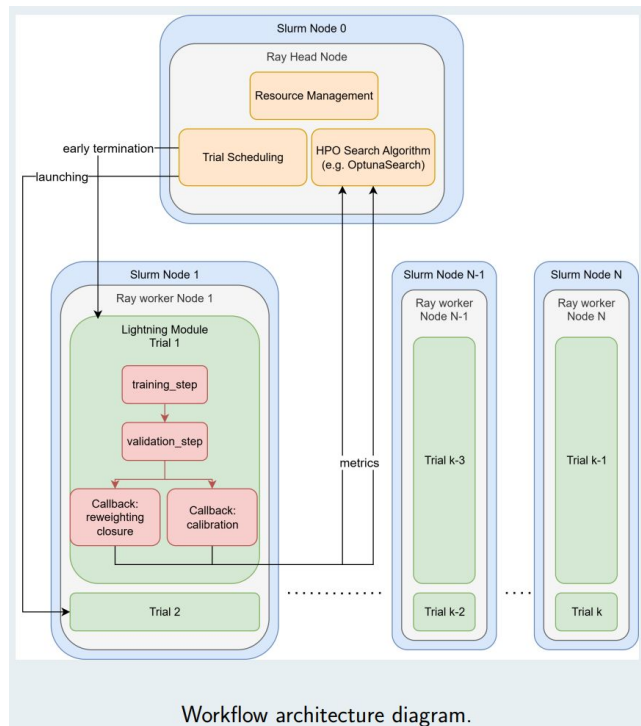 Slurm Node 0
Ray Head Node
Resource Management
early termination
Trial Scheduling
HPO Search Algorithm
(e.g. OptunaSearch)
launching
Slurm Node 1
Ray worker Node 1
Lightning Module
Trial 1
training_step
validation_step
Callback:
reweighting
closure
Callback:
calibration
Trial 2
metrics
Slurm Node N-1
Ray worker
Node N-1
Trial k-3
Trial k-2
Slurm Node N
Ray worker
Node N
Trial k-1
Trial k
Workflow architecture diagram.